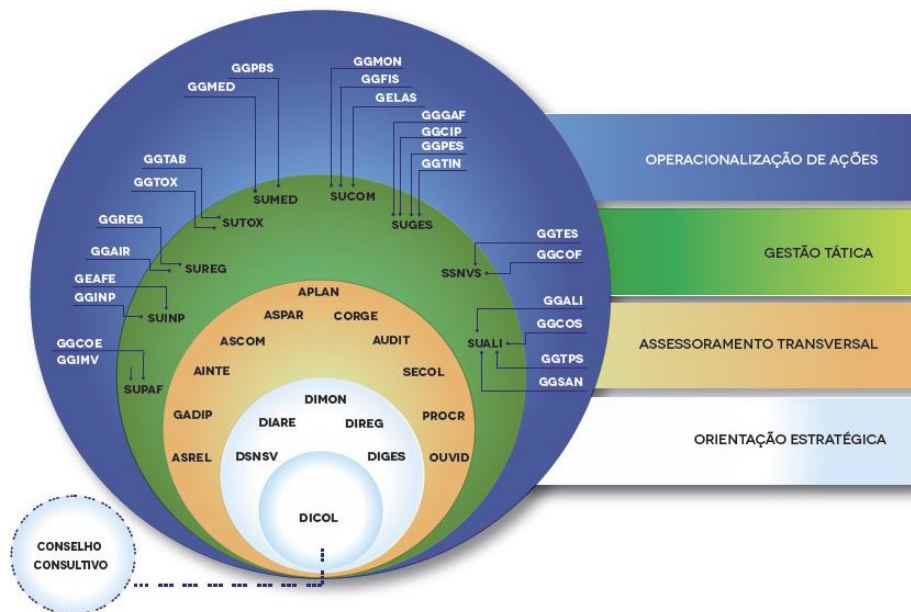 GGPBS
GGMED
GGMON
GGFIS
GELAS
GGGAF
GGCIP
GGPES
GGTIN
GGTAB
GGTOX
GGREG
GGAIR
GEAFE
GGINP
GGCOE
GGIMV
GGTES
GGCOF
GGALI
GGCOS
GGTPS
GGSAN
SUMED
SUCOM
SUTOX
SUGES
SUREG
SSNVS
SUINP
SUALI
SUPAF
APLAN
ASPAR
CORGE
ASCOM
AUDIT
AINTE
SECOL
GADIP
PROCR
ASREL
OUVID
DIMON
DIARE
DIREG
DSNSV
DIGES
DICOL
CONSELHO
CONSULTIVO
OPERACIONALIZAÇÃO DE AÇÕES
GESTÃO TÁTICA
ASSESSORAMENTO TRANSVERSAL
ORIENTAÇÃO ESTRATÉGICA